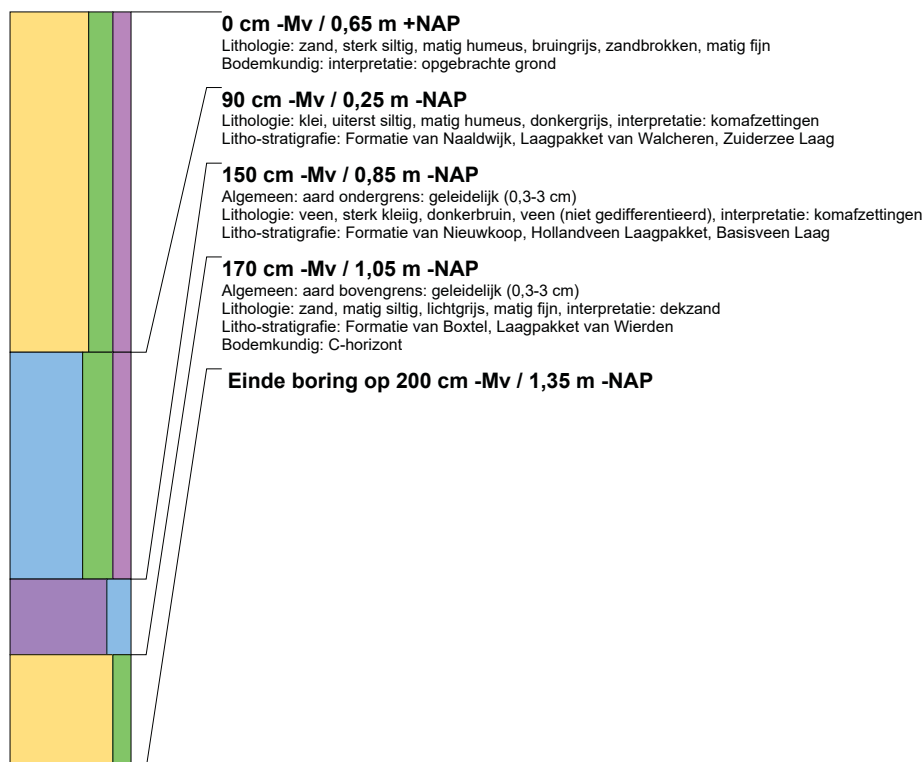 0 cm -Mv / 0,65 m +NAP
Lithologie: zand, sterk siltig, matig humeus, bruingrijs, zandbrokken, matig fijn
Bodemkundig: interpretatie: opgebrachte grond
90 cm -Mv / 0,25 m -NAP
Lithologie: klei, uiterst siltig, matig humeus, donkergrijs, interpretatie: komafzettingen
Litho-stratigrafie: Formatie van Naaldwijk, Laagpakket van Walcheren, Zuiderzee Laag
150 cm -Mv / 0,85 m -NAP
Algemeen: aard ondergrens: geleidelijk (0,3-3 cm)
Lithologie: veen, sterk kleiig, donkerbruin, veen (niet gedifferentieerd), interpretatie: komafzettingen
Litho-stratigrafie: Formatie van Nieuwkoop, Hollandveen Laagpakket, Basisveen Laag
170 cm -Mv / 1,05 m -NAP
Algemeen: aard bovengrens: geleidelijk (0,3-3 cm)
Lithologie: zand, matig siltig, lichtgrijs, matig fijn, interpretatie: dekzand
Litho-stratigrafie: Formatie van Boxtel, Laagpakket van Wierden
Bodemkundig: C-horizont
Einde boring op 200 cm -Mv / 1,35 m -NAP